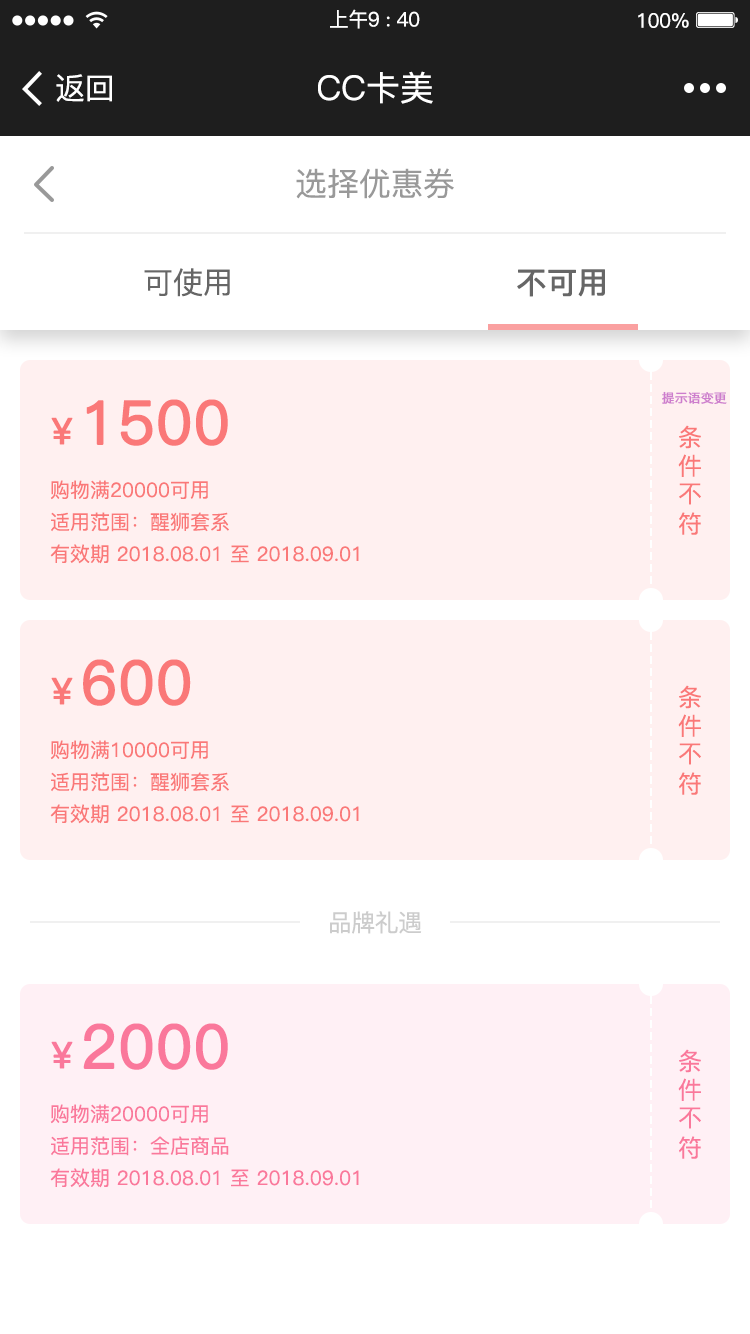 上午9 : 40
100%
返回
CC卡美
选择优惠券
可使用
不可用
¥1500
购物满20000可用
适用范围：醒狮套系
有效期 2018.08.01 至 2018.09.01
提示语变更
条件不符
¥600
购物满10000可用
适用范围：醒狮套系
有效期 2018.08.01 至 2018.09.01
条件不符
品牌礼遇
¥2000
购物满20000可用
适用范围：全店商品
有效期 2018.08.01 至 2018.09.01
条件不符